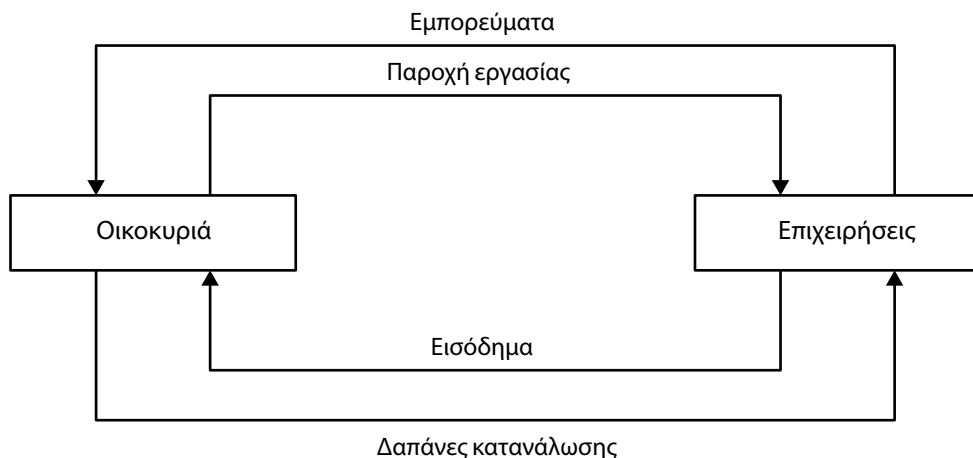 Εμπορεύματα
Παροχή εργασίας
Οικοκυριά
Επιχειρήσεις
Εισόδημα
Δαπάνες κατανάλωσης